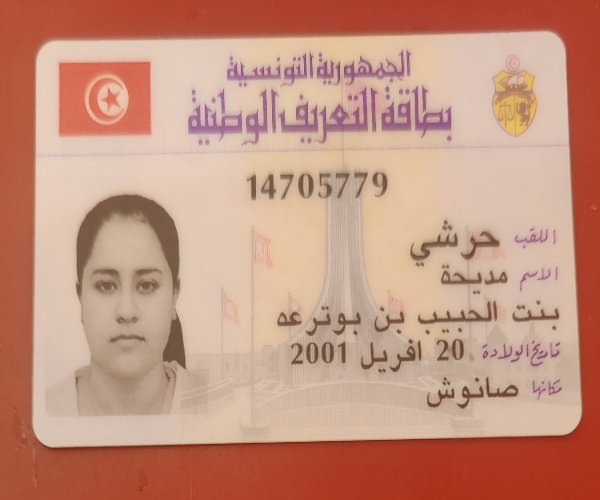 الجمهورية التونسية
بطاقة التعريف الوطنية
14705779
اللقب حرشي
الاسم مديحة
بنت الحبيب بن بوترعه
تاريخ الولادة 20 افريل 2001
مكانها صانوش